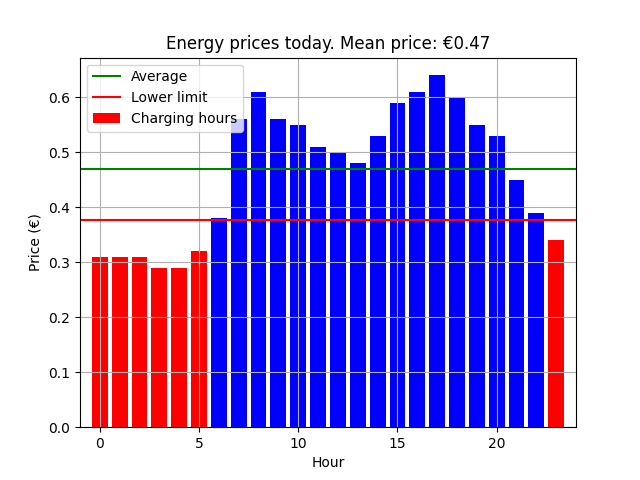 Energy prices today. Mean price: €0.47
Average
Lower limit
Charging hours
Price (€)
0.6
0.5
0.4
0.3
0.2
0.1
0.0
0 5 10 15 20
Hour